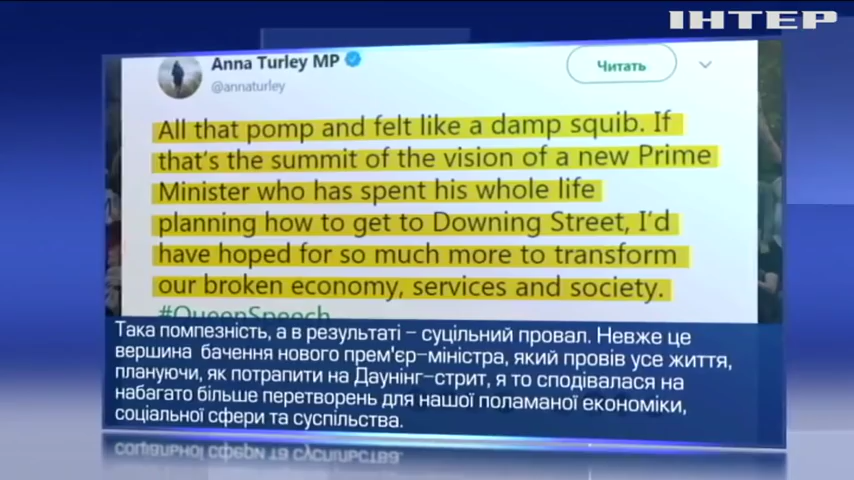 ІНТЕР
Anna Turley MP
@annaturley
Читать
All that pomp and felt like a damp squib. If
that's the summit of the vision of a new Prime
Minister who has spent his whole life
planning how to get to Downing Street, I'd
have hoped for so much more to transform
our broken economy, services and society.
#QueenSpeech
Така помпезність, а в результаті – суцільний провал. Невже це
вершина бачення нового прем'єр-міністра, який провів усе життя,
плануючи, як потрапити на Даунінг-стрит, я то сподівалася на
набагато більше перетворень для нашої поламаної економіки,
соціальної сфери та суспільства.